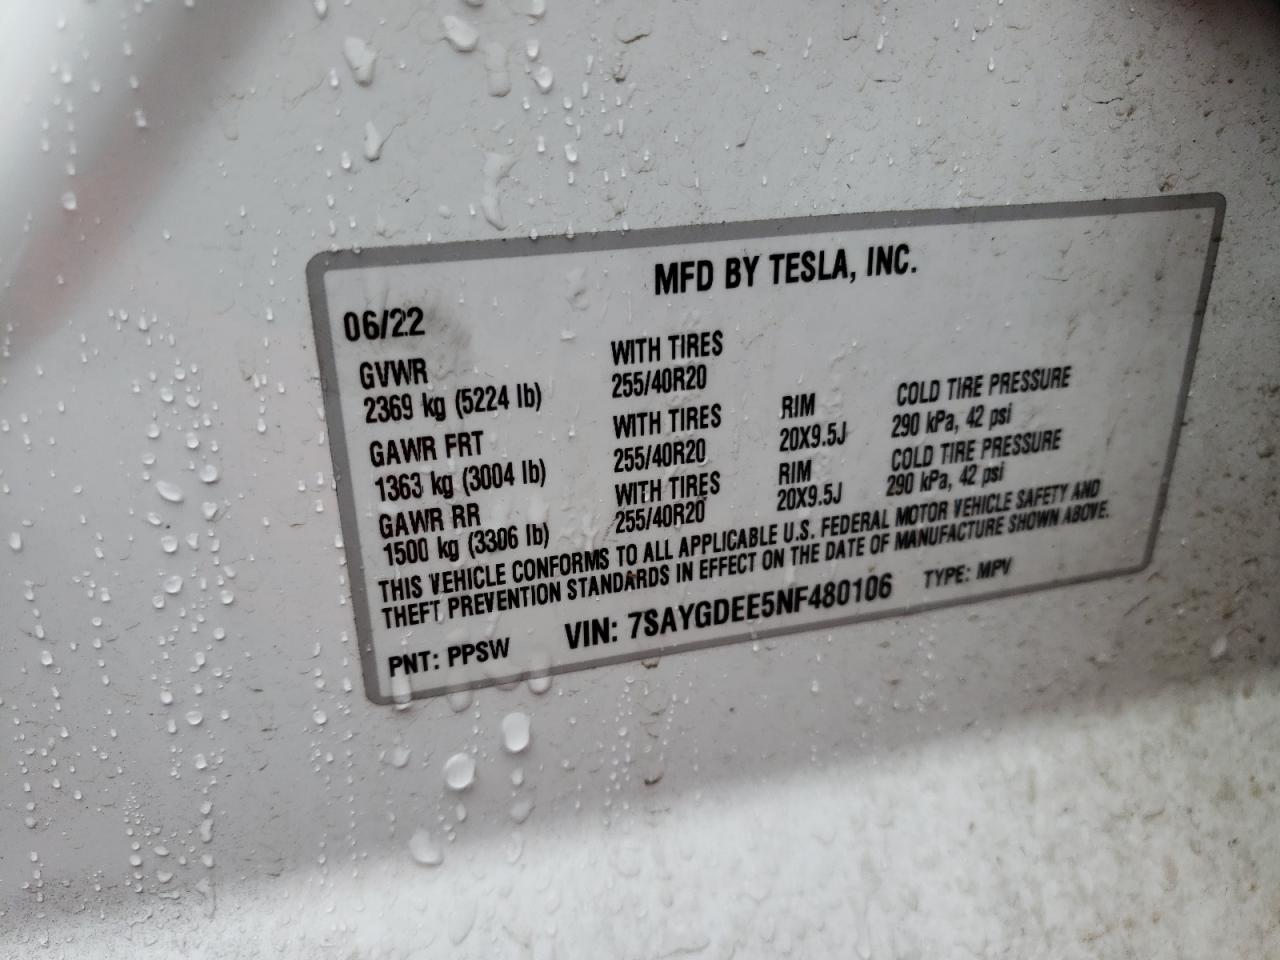 MFD BY TESLA, INC.
06/22
GVWR WITH TIRES
2369 kg (5224 lb) 255/40R20
GAWR FRT WITH TIRES RIM COLD TIRE PRESSURE
1363 kg (3004 lb) 255/40R20 20X9.5J 290 kPa, 42 psi
GAWR RR WITH TIRES RIM COLD TIRE PRESSURE
1500 kg (3306 lb) 255/40R20 20X9.5J 290 kPa, 42 psi
THIS VEHICLE CONFORMS TO ALL APPLICABLE U.S. FEDERAL MOTOR VEHICLE SAFETY AND
THEFT PREVENTION STANDARDS IN EFFECT ON THE DATE OF MANUFACTURE SHOWN ABOVE.
PNT: PPSW VIN: 7SAYGDEE5NF480106 TYPE: MPV